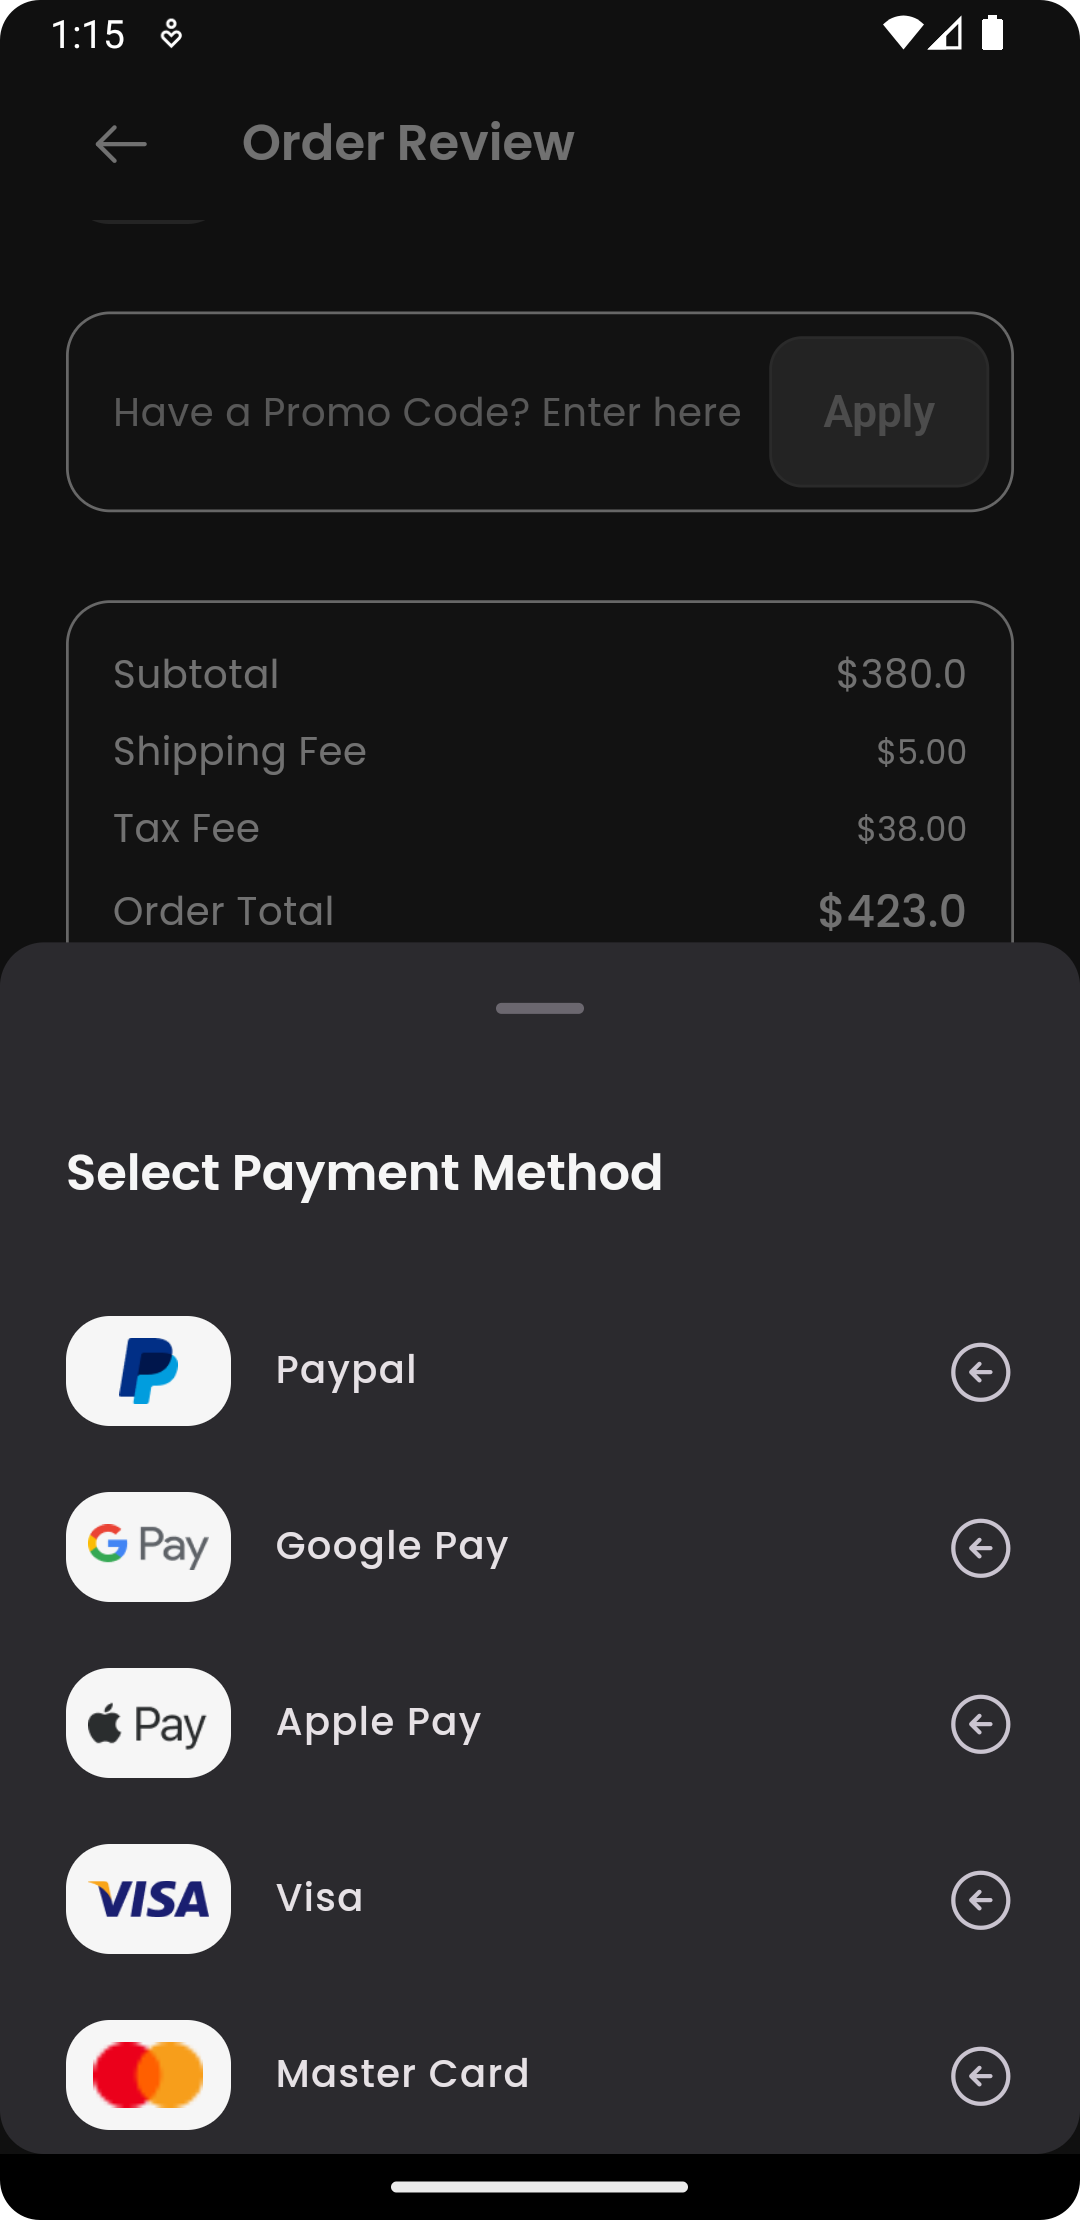 1:15
Order Review
Have a Promo Code? Enter here
Apply
Subtotal $380.0
Shipping Fee $5.00
Tax Fee $38.00
Order Total $423.0
Select Payment Method
Paypal
G Pay Google Pay
Pay Apple Pay
VISA Visa
Master Card